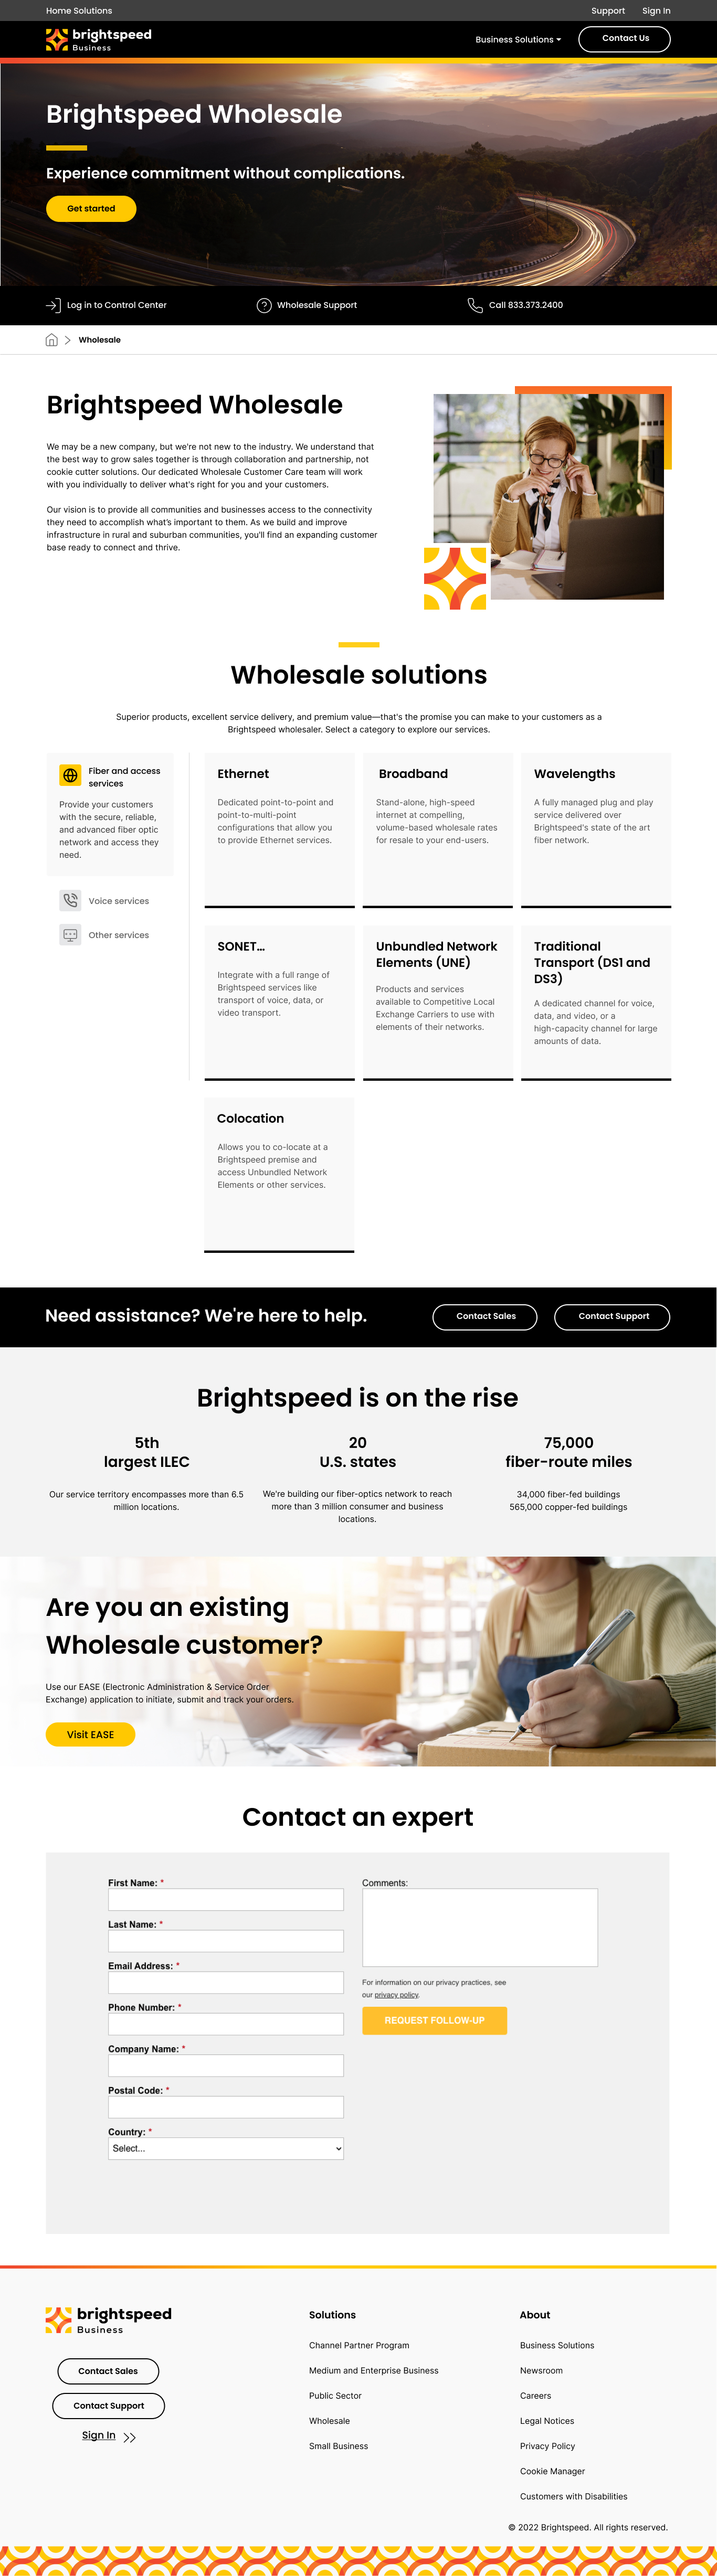 Home Solutions
Support
Sign In
brightspeed
Business
Business Solutions
Contact Us
Brightspeed Wholesale
Experience commitment without complications.
Get started
Log in to Control Center
Wholesale Support
Call 833.373.2400
Wholesale
Brightspeed Wholesale
We may be a new company, but we're not new to the industry. We understand that
the best way to grow sales together is through collaboration and partnership, not
cookie cutter solutions. Our dedicated Wholesale Customer Care team will work
with you individually to deliver what's right for you and your customers.
Our vision is to provide all communities and businesses access to the connectivity
they need to accomplish what's important to them. As we build and improve
infrastructure in rural and suburban communities, you'll find an expanding customer
base ready to connect and thrive.
Wholesale solutions
Superior products, excellent service delivery, and premium value—that's the promise you can make to your customers as a
Brightspeed wholesaler. Select a category to explore our services.
Fiber and access
services
Provide your customers
with the secure, reliable,
and advanced fiber optic
network and access they
need.
Voice services
Other services
Ethernet
Dedicated point-to-point and
point-to-multi-point
configurations that allow you
to provide Ethernet services.
Broadband
Stand-alone, high-speed
internet at compelling,
volume-based wholesale rates
for resale to your end-users.
Wavelengths
A fully managed plug and play
service delivered over
Brightspeed's state of the art
fiber network.
SONET...
Integrate with a full range of
Brightspeed services like
transport of voice, data, or
video transport.
Unbundled Network
Elements (UNE)
Products and services
available to Competitive Local
Exchange Carriers to use with
elements of their networks.
Traditional
Transport (DS1 and
DS3)
A dedicated channel for voice,
data, and video, or a
high-capacity channel for large
amounts of data.
Colocation
Allows you to co-locate at a
Brightspeed premise and
access Unbundled Network
Elements or other services.
Need assistance? We're here to help.
Contact Sales
Contact Support
Brightspeed is on the rise
5th
largest ILEC
Our service territory encompasses more than 6.5
million locations.
20
U.S. states
We're building our fiber-optics network to reach
more than 3 million consumer and business
locations.
75,000
fiber-route miles
34,000 fiber-fed buildings
565,000 copper-fed buildings
Are you an existing
Wholesale customer?
Use our EASE (Electronic Administration & Service Order
Exchange) application to initiate, submit and track your orders.
Visit EASE
Contact an expert
First Name: *
Last Name: *
Email Address: *
Phone Number: *
Company Name: *
Postal Code: *
Country: *
Select...
Comments:
For information on our privacy practices, see
our privacy policy.
REQUEST FOLLOW-UP
brightspeed
Business
Contact Sales
Contact Support
Sign In
Solutions
Channel Partner Program
Medium and Enterprise Business
Public Sector
Wholesale
Small Business
About
Business Solutions
Newsroom
Careers
Legal Notices
Privacy Policy
Cookie Manager
Customers with Disabilities
© 2022 Brightspeed. All rights reserved.